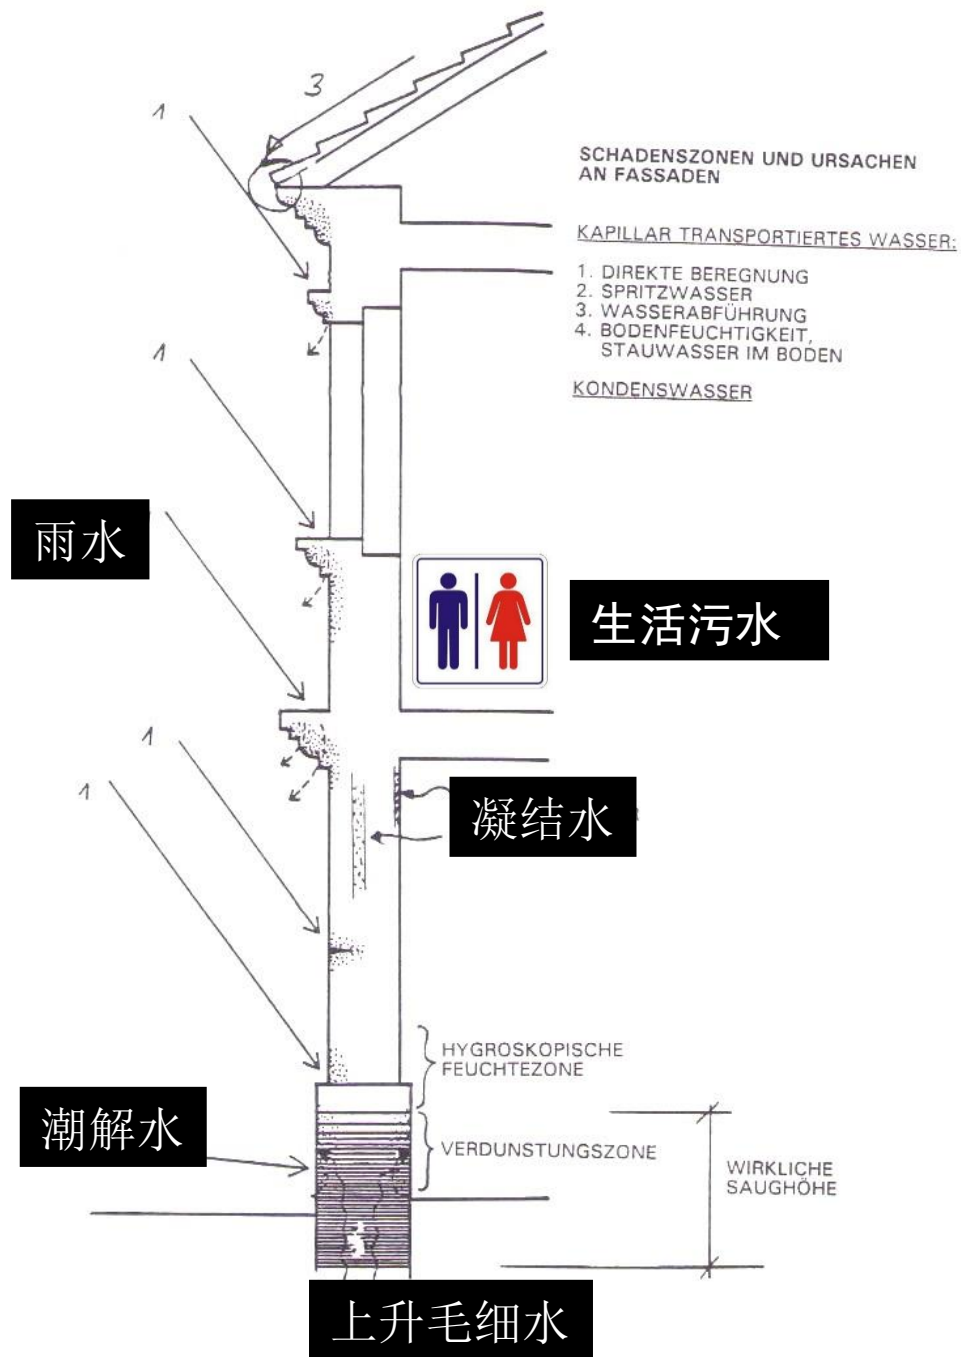 3
1
SCHADENSZONEN UND URSACHEN
AN FASSADEN
KAPILLAR TRANSPORTIERTES WASSER:
1. DIREKTE BEREGNUNG
2. SPRITZWASSER
3. WASSERABFÜHRUNG
4. BODENFEUCHTIGKEIT,
STAUWASSER IM BODEN
KONDENSWASSER
1
雨水
生活污水
1
1
凝结水
HYGROSKOPISCHE
FEUCHTEZONE
潮解水
VERDUNSTUNGSZONE
WIRKLICHE
SAUGHÖHE
上升毛细水